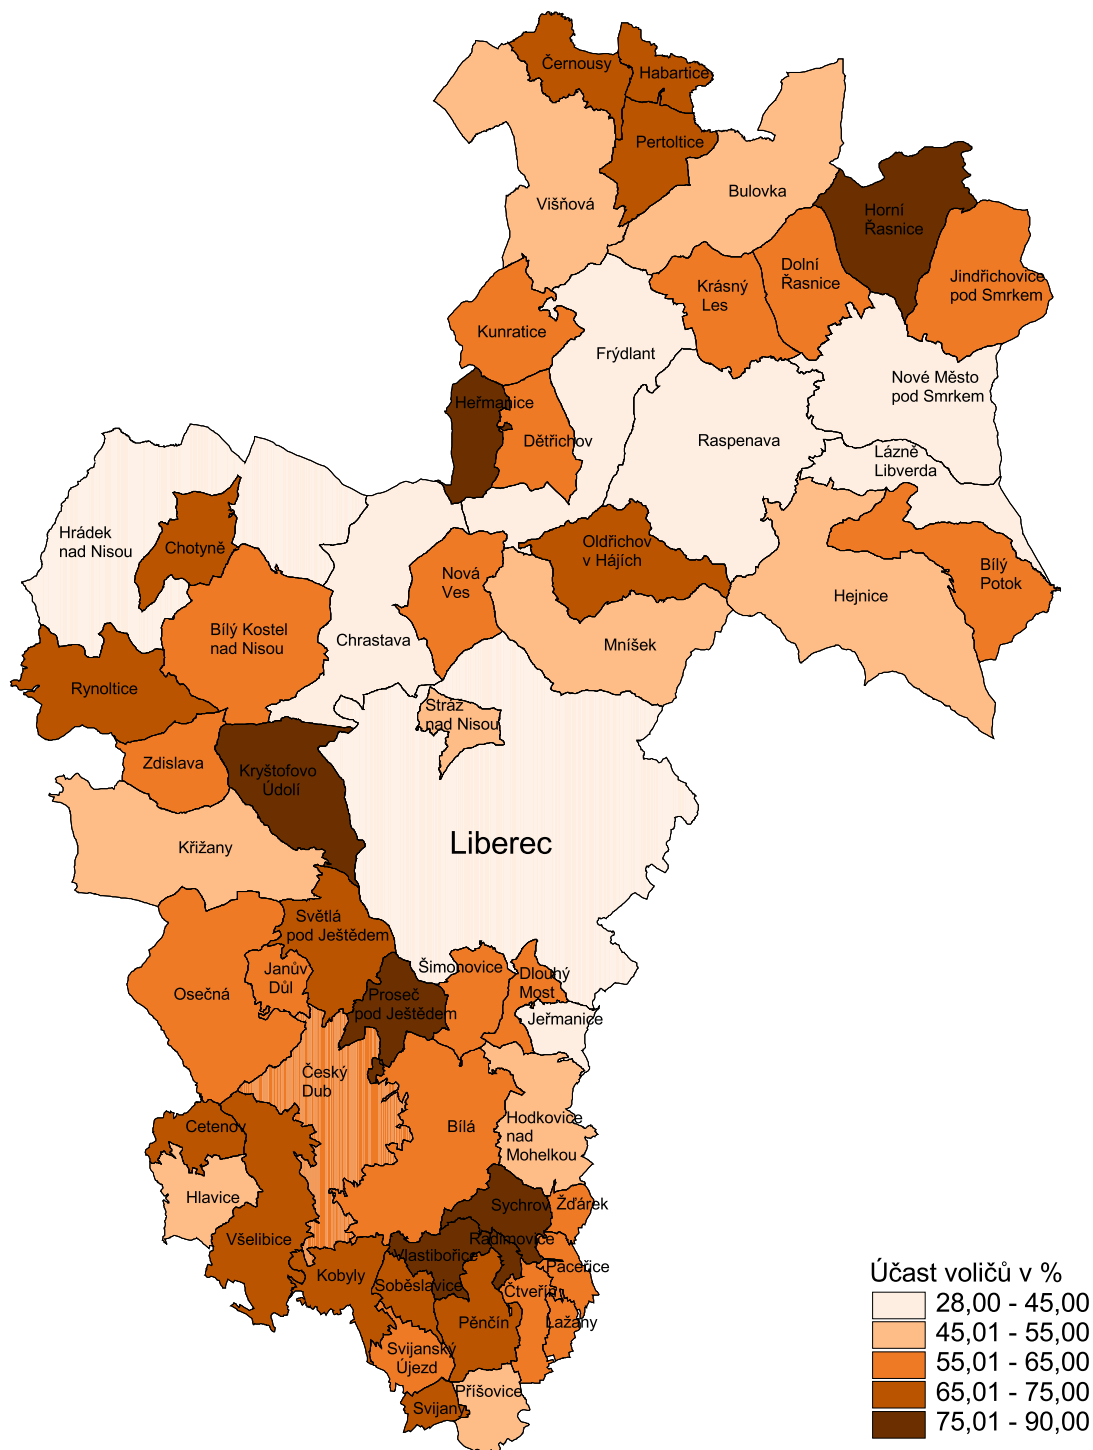 Černousy
Habartice
Pertoltice
Bulovka
Višňová
Horní
Řasnice
Dolní
Řasnice
Jindřichovice
pod Smrkem
Krásný
Les
Kunratice
Frýdlant
Nové Město
pod Smrkem
Heřmanice
Dětřichov
Raspenava
Lázně
Libverda
Hrádek
nad Nisou
Chotyně
Oldřichov
v Hájích
Nová
Ves
Bílý
Potok
Hejnice
Bílý Kostel
nad Nisou
Chrastava
Mníšek
Rynoltice
Stráž
nad Nisou
Zdislava
Kryštofovo
Údolí
Liberec
Křižany
Světlá
pod Ještědem
Janův
Důl
Osečná
Proseč
pod Ještědem
Šimonovice
Dlouhý
Most
Jeřmanice
Český
Dub
Bílá
Hodkovice
nad
Mohelkou
Cetenov
Hlavice
Všelibice
Sychrov
Žďárek
Radimovice
Vlastibořice
Paceřice
Kobyly
Soběslavice
Čtveřín
Pěnčín
Lažany
Svijanský
Újezd
Příšovice
Svijany
Účast voličů v %
28,00 - 45,00
45,01 - 55,00
55,01 - 65,00
65,01 - 75,00
75,01 - 90,00